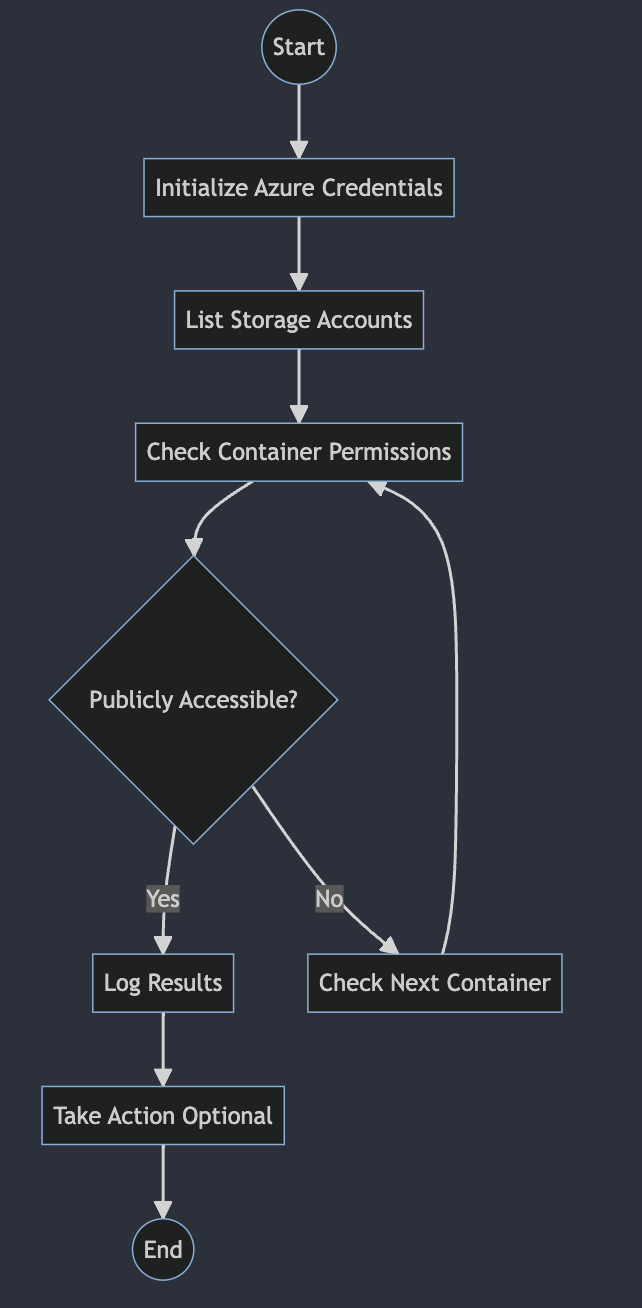 Start
Initialize Azure Credentials
List Storage Accounts
Check Container Permissions
Publicly Accessible?
Yes
No
Log Results
Check Next Container
Take Action Optional
End